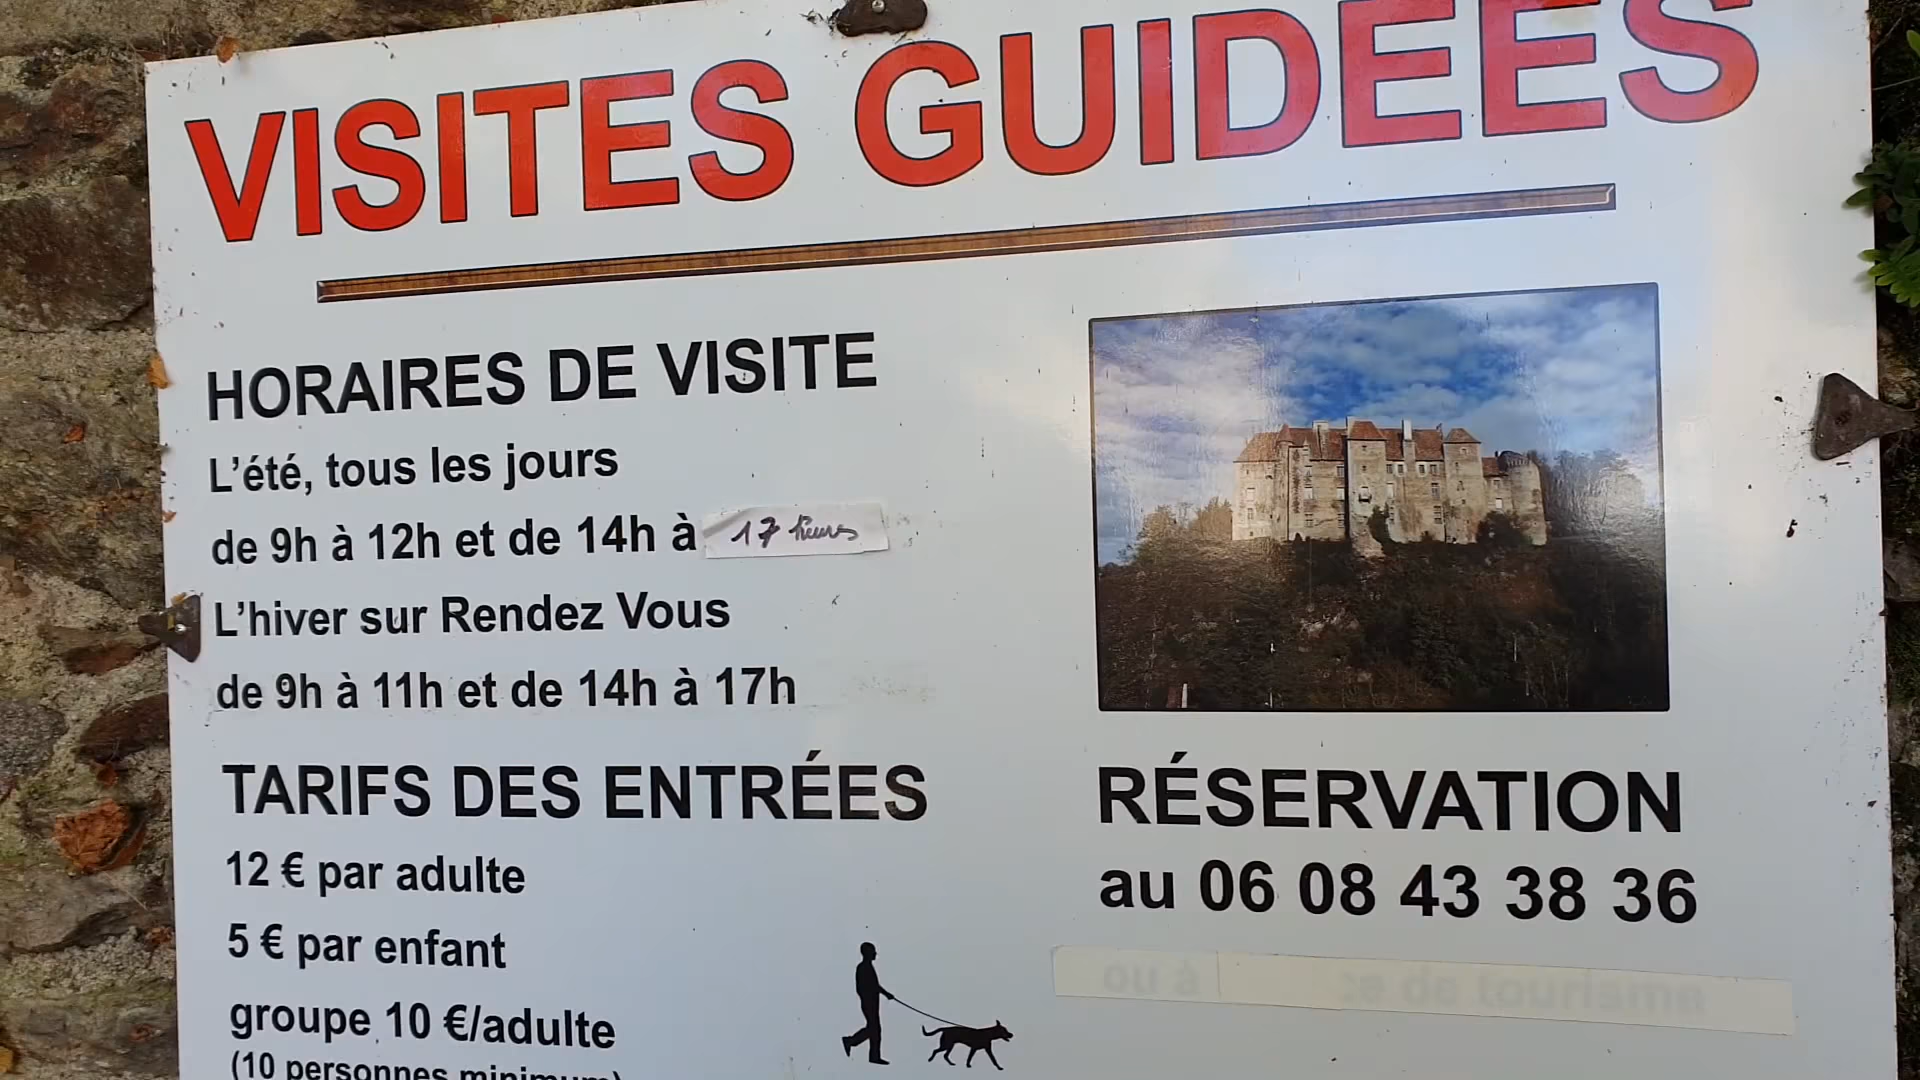 VISITES GUIDEES
HORAIRES DE VISITE
L'été, tous les jours
de 9h à 12h et de 14h à 17 heures
L'hiver sur Rendez Vous
de 9h à 11h et de 14h à 17h
TARIFS DES ENTRÉES
12 € par adulte
5 € par enfant
groupe 10 €/adulte
(10 personnes minimum)
RÉSERVATION
au 06 08 43 38 36
ou à de tourisme